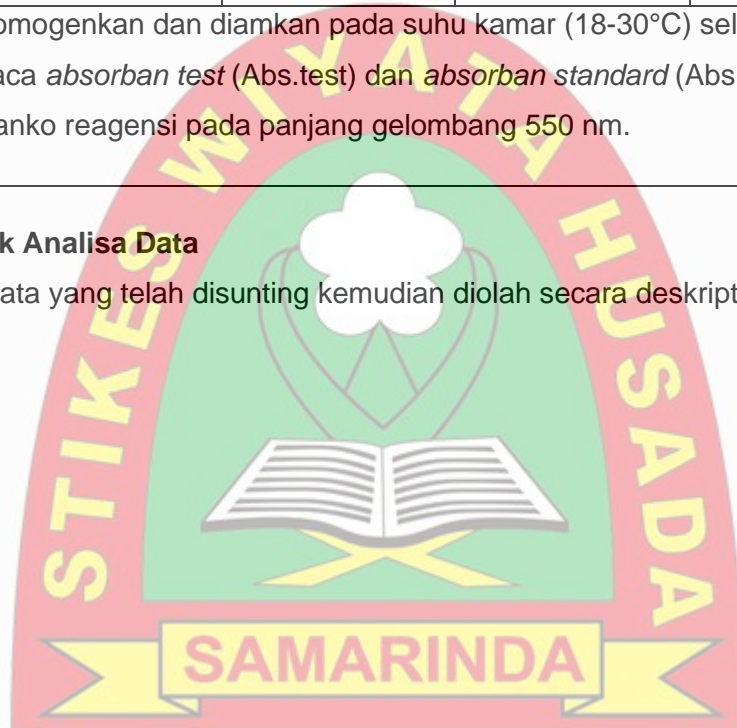 omogenkan dan diamkan pada suhu kamar (18-30°C) sel
aca absorban test (Abs.test) dan absorban standard (Abs
anko reagensi pada panjang gelombang 550 nm.
k Analisa Data
ata yang telah disunting kemudian diolah secara deskript
STIKES WIYATA HUSADA
SAMARINDA